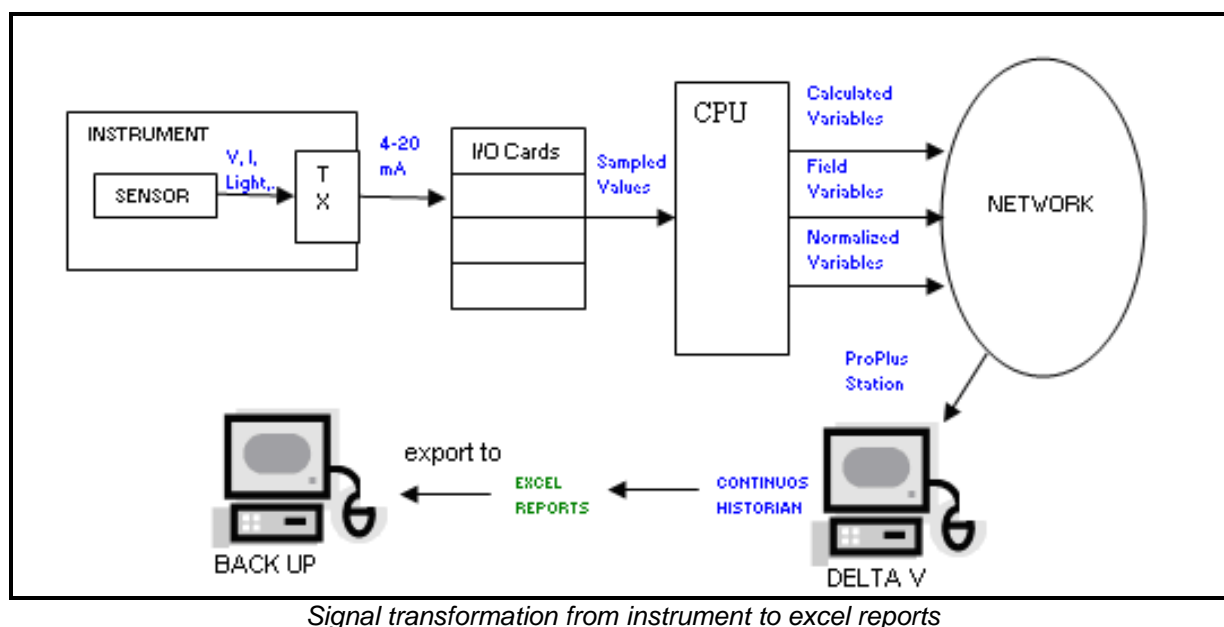 INSTRUMENT
SENSOR
V, I,
Light,..
T
X
4-20
mA
I/O Cards
Sampled
Values
CPU
Calculated
Variables
Field
Variables
Normalized
Variables
NETWORK
ProPlus
Station
DELTA V
CONTINUOS
HISTORIAN
EXCEL
REPORTS
export to
BACK UP
Signal transformation from instrument to excel reports